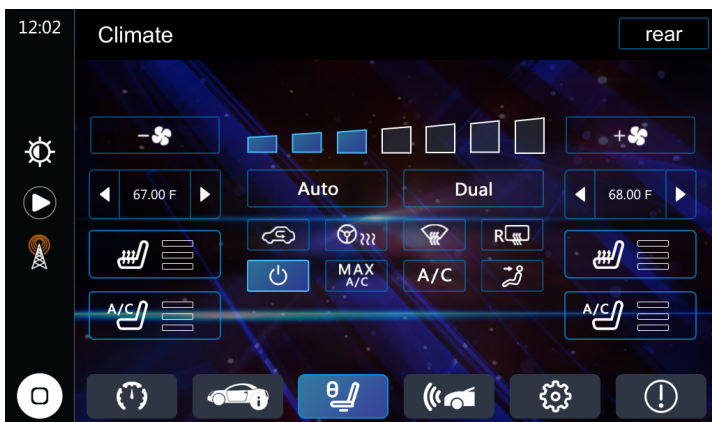 12:02
Climate
rear
-
+
67.00 F
Auto
Dual
68.00 F
R
MAX
A/C
A/C
A/C
A/C